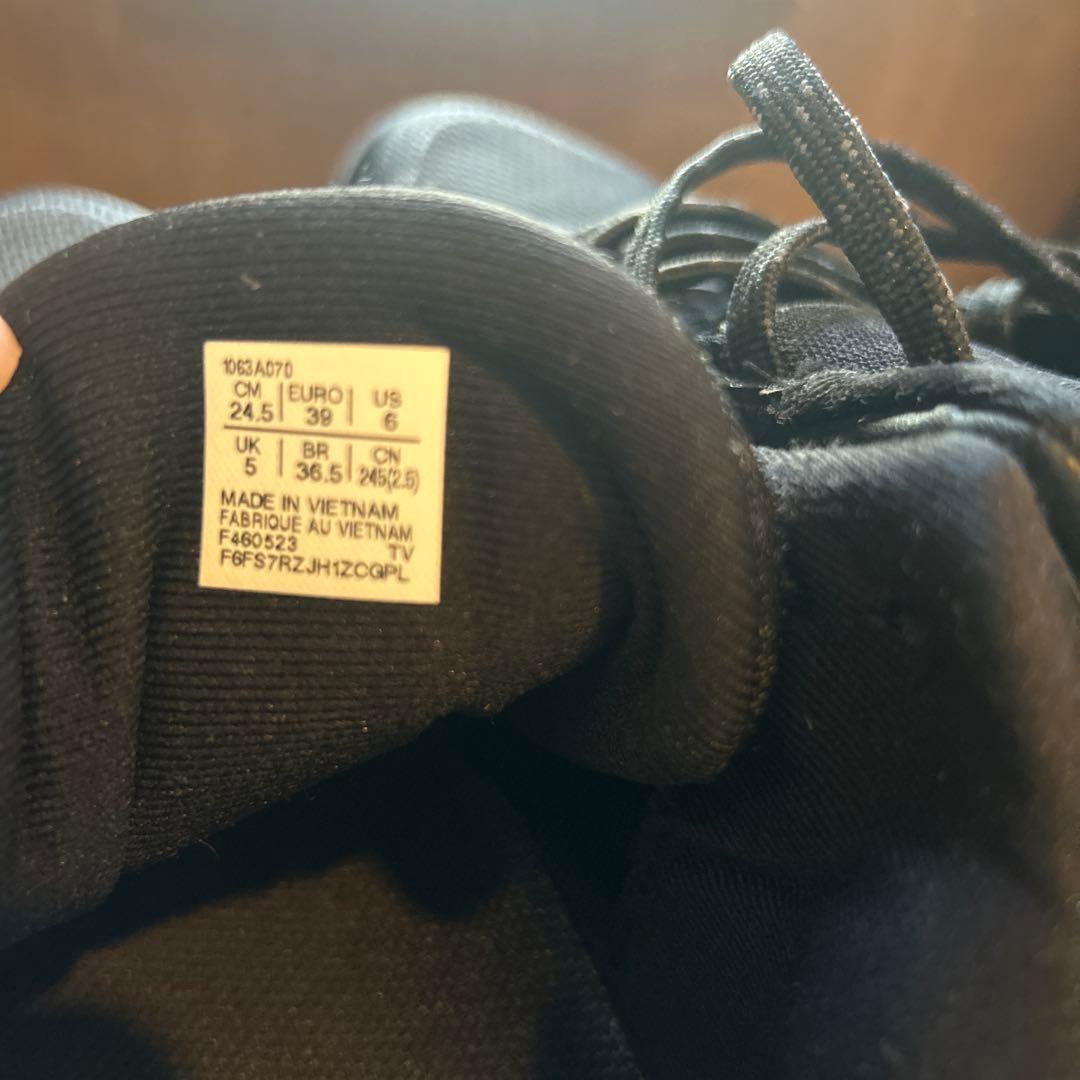 1063A070
CM EURO US
24.5 39 6
UK BR CN
5 36.5 245(2.5)
MADE IN VIETNAM
FABRIQUE AU VIETNAM
F460523 TV
F6FS7RZJH1ZCGPL